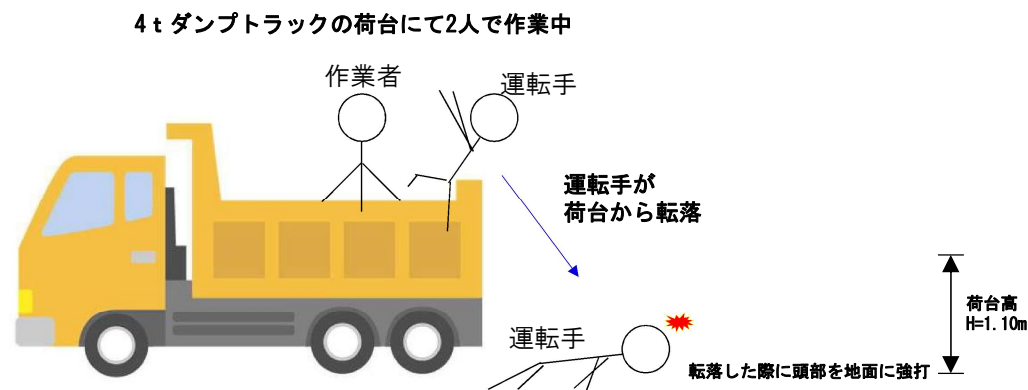 4ｔダンプトラックの荷台にて2人で作業中
作業者
運転手
運転手が
荷台から転落
荷台高
H=1.10m
運転手
転落した際に頭部を地面に強打